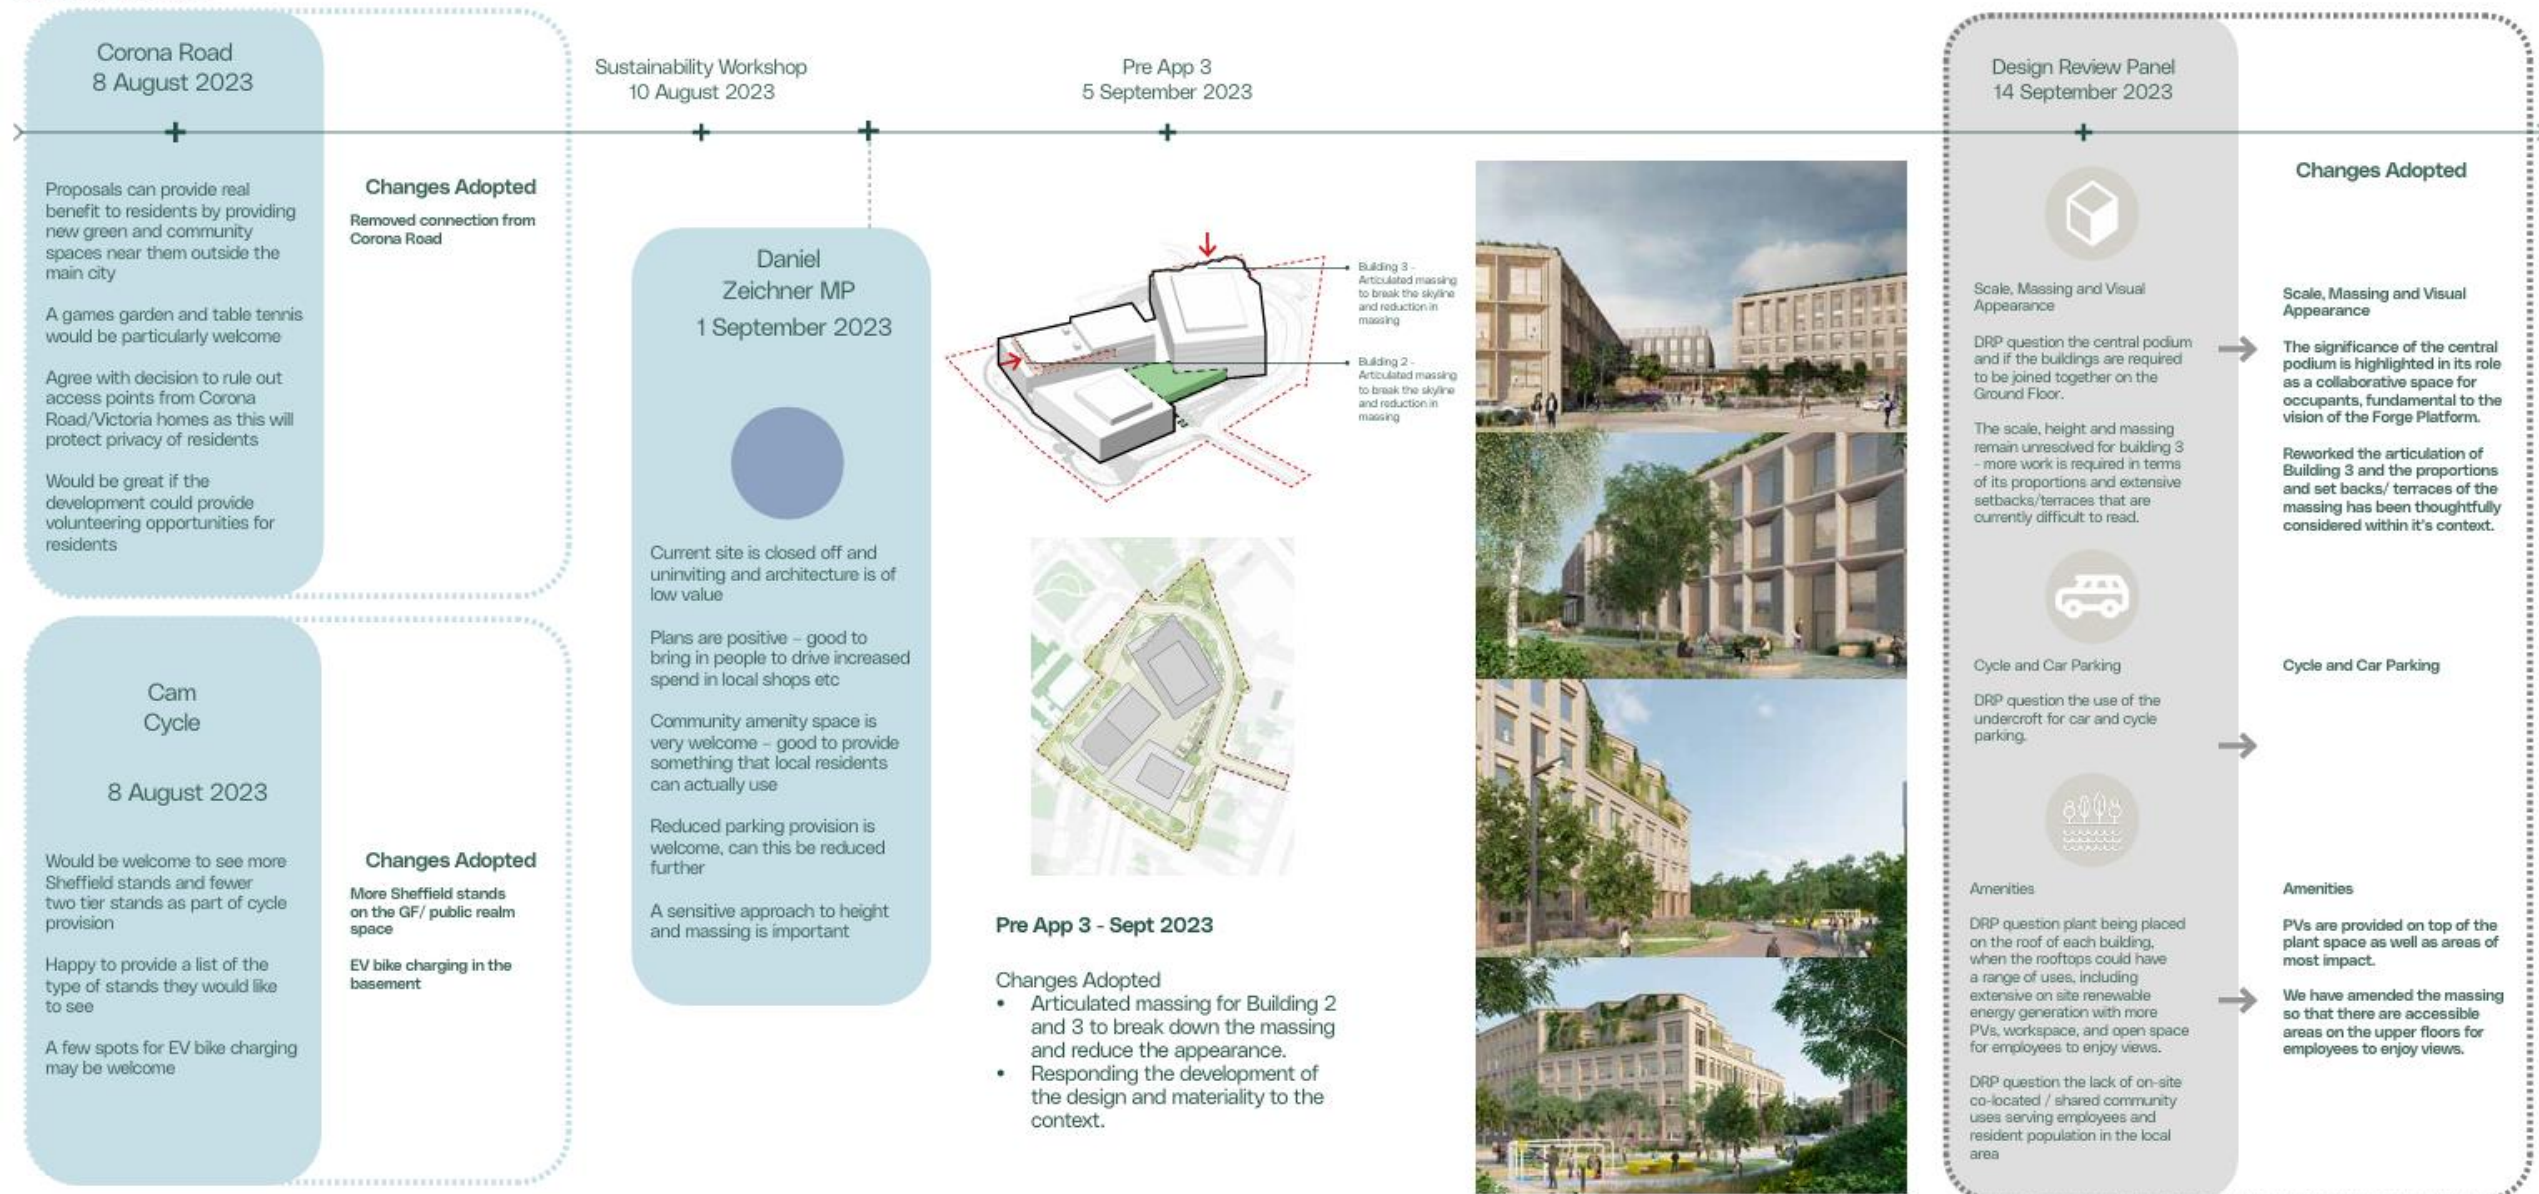 Corona Road
8 August 2023
Proposals can provide real
benefit to residents by providing
new green and community
spaces near them outside the
main city
A games garden and table tennis
would be particularly welcome
Agree with decision to rule out
access points from Corona
Road/Victoria homes as this will
protect privacy of residents
Would be great if the
development could provide
volunteering opportunities for
residents
Changes Adopted
Removed connection from
Corona Road
Cam
Cycle
8 August 2023
Would be welcome to see more
Sheffield stands and fewer
two tier stands as part of cycle
provision
Happy to provide a list of the
type of stands they would like
to see
A few spots for EV bike charging
may be welcome
Changes Adopted
More Sheffield stands
on the GF/ public realm
space
EV bike charging in the
basement
Sustainability Workshop
10 August 2023
Daniel
Zeichner MP
1 September 2023
Current site is closed off and
uninviting and architecture is of
low value
Plans are positive – good to
bring in people to drive increased
spend in local shops etc
Community amenity space is
very welcome – good to provide
something that local residents
can actually use
Reduced parking provision is
welcome, can this be reduced
further
A sensitive approach to height
and massing is important
Pre App 3
5 September 2023
Building 3 -
Articulated massing
to break the skyline
and reduction in
massing
Building 2 -
Articulated massing
to break the skyline
and reduction in
massing
Pre App 3 - Sept 2023
Changes Adopted
• Articulated massing for Building 2
and 3 to break down the massing
and reduce the appearance.
• Responding the development of
the design and materiality to the
context.
Design Review Panel
14 September 2023
Scale, Massing and Visual
Appearance
DRP question the central podium
and if the buildings are required
to be joined together on the
Ground Floor.
The scale, height and massing
remain unresolved for building 3
- more work is required in terms
of its proportions and extensive
setbacks/terraces that are
currently difficult to read.
Cycle and Car Parking
DRP question the use of the
undercroft for car and cycle
parking.
Amenities
DRP question plant being placed
on the roof of each building,
when the rooftops could have
a range of uses, including
extensive on site renewable
energy generation with more
PVs, workspace, and open space
for employees to enjoy views.
DRP question the lack of on-site
co-located / shared community
uses serving employees and
resident population in the local
area
Changes Adopted
Scale, Massing and Visual
Appearance
The significance of the central
podium is highlighted in its role
as a collaborative space for
occupants, fundamental to the
vision of the Forge Platform.
Reworked the articulation of
Building 3 and the proportions
and set backs/ terraces of the
massing has been thoughtfully
considered within it's context.
Cycle and Car Parking
Amenities
PVs are provided on top of the
plant space as well as areas of
most impact.
We have amended the massing
so that there are accessible
areas on the upper floors for
employees to enjoy views.